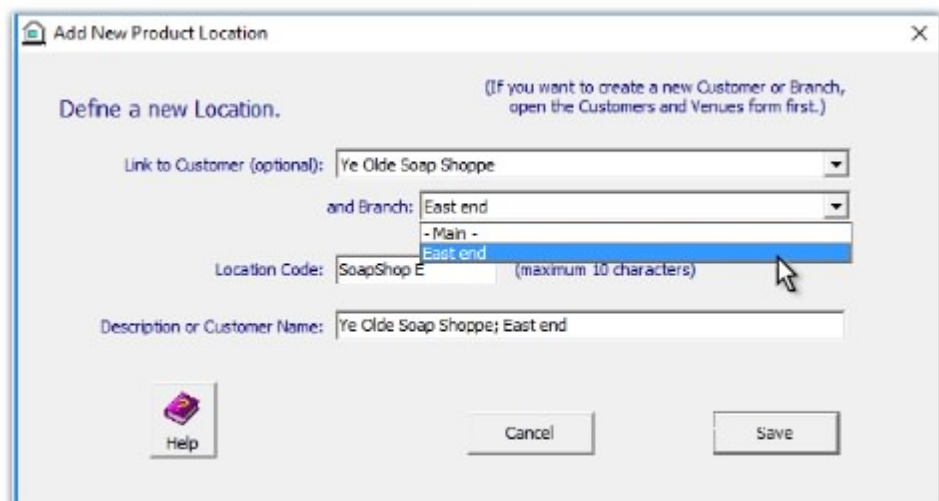 Add New Product Location
Define a new Location.
(If you want to create a new Customer or Branch,
open the Customers and Venues form first.)
Link to Customer (optional): Ye Olde Soap Shoppe
and Branch: East end
- Main -
East end
Location Code: SoapShop E (maximum 10 characters)
Description or Customer Name: Ye Olde Soap Shoppe; East end
Help
Cancel
Save